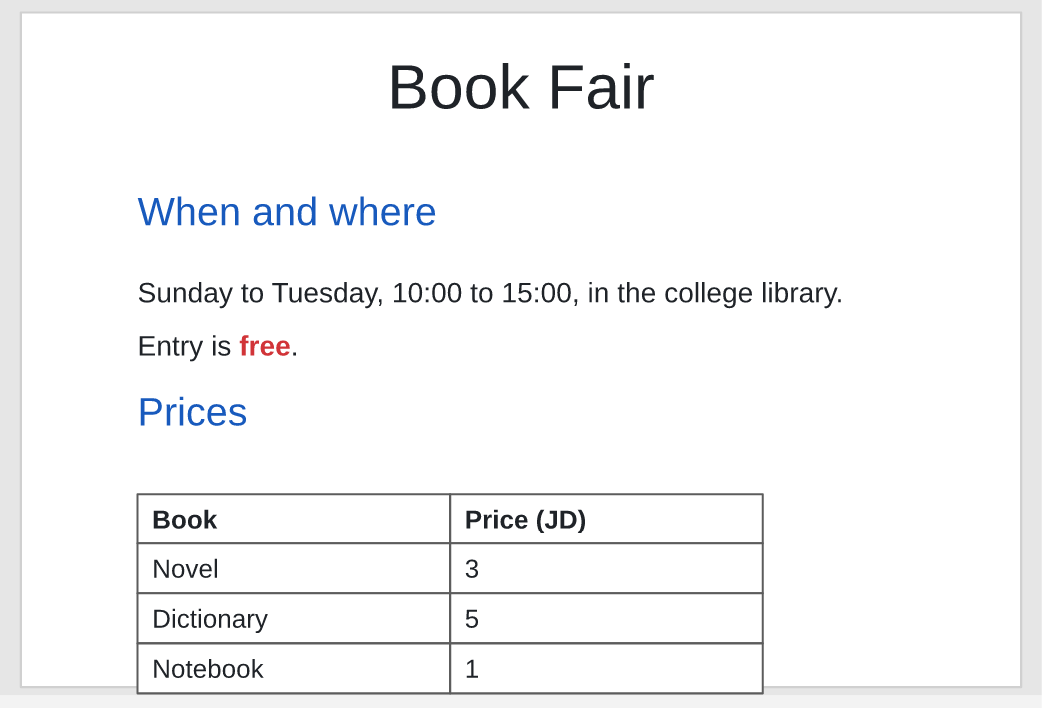 Book Fair
When and where
Sunday to Tuesday, 10:00 to 15:00, in the college library.
Entry is free.
Prices
Book Price (JD)
Novel 3
Dictionary 5
Notebook 1